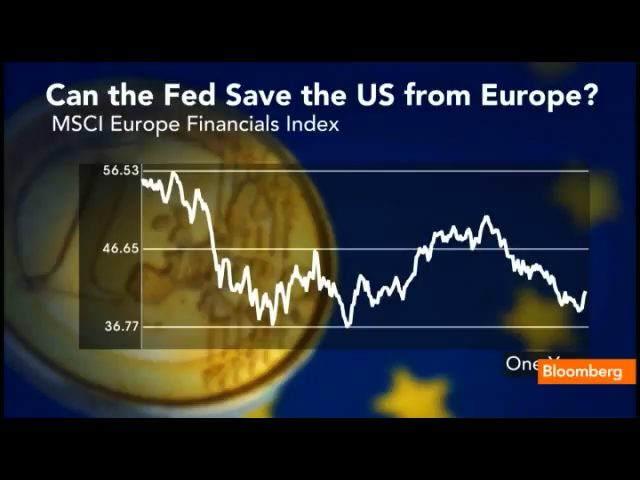 Can the Fed Save the US from Europe?
MSCI Europe Financials Index
56.53
46.65
36.77
One
Bloomberg